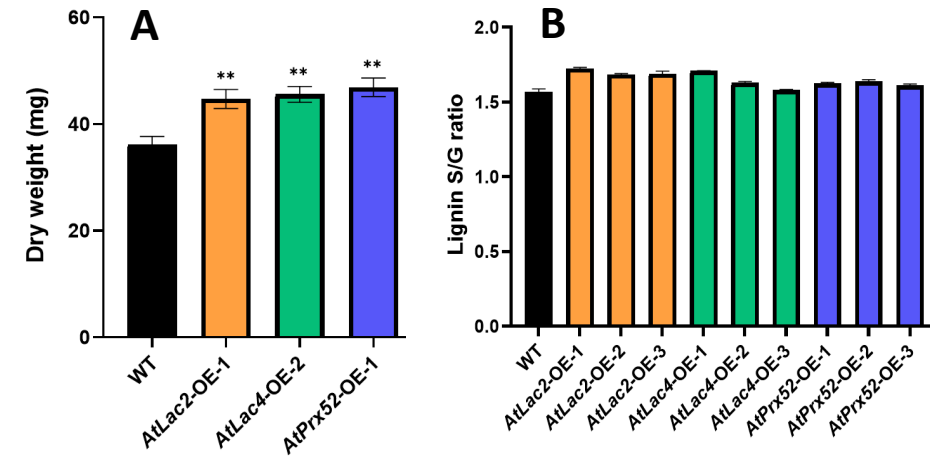 A
Dry weight (mg)
60
40
20
0
** ** **
WT
AtLac2-OE-1
AtLac4-OE-2
AtPrx52-OE-1
B
Lignin S/G ratio
2.0
1.5
1.0
0.5
0.0
WT
AtLac2-OE-1
AtLac2-OE-2
AtLac2-OE-3
AtLac4-OE-1
AtLac4-OE-2
AtLac4-OE-3
AtPrx52-OE-1
AtPrx52-OE-2
AtPrx52-OE-3